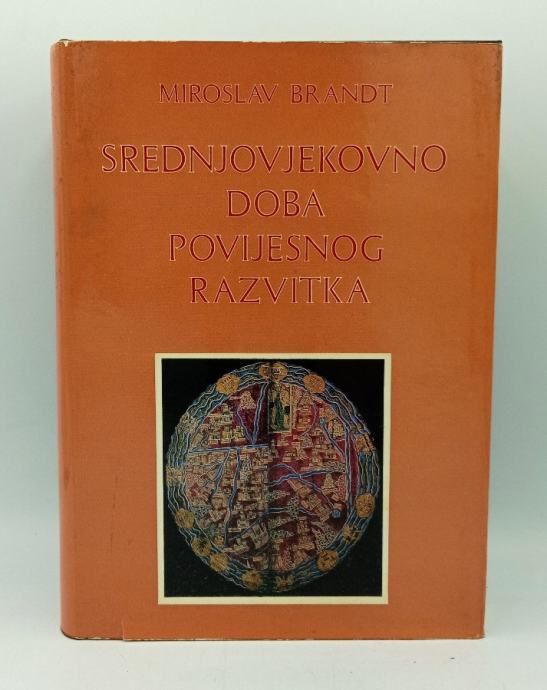 MIROSLAV BRANDT
SREDNJOVJEKOVNO
DOBA
POVIJESNOG
RAZVITKA